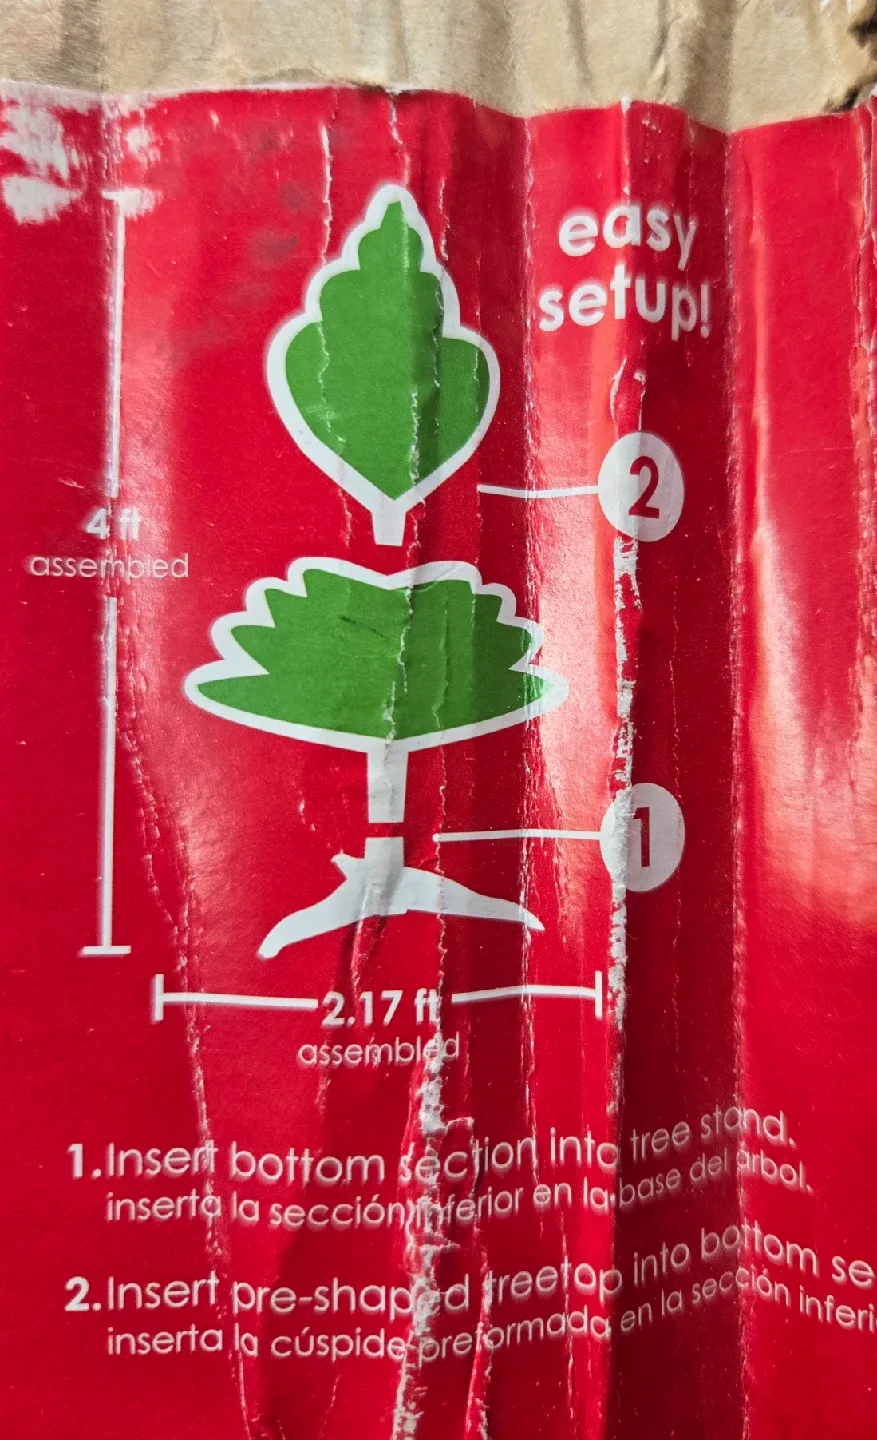 easy
setup!
2
4 ft
assembled
1
2.17 ft
assembled
1. Insert bottom section into tree stand.
inserta la sección inferior en la base del arbol.
2. Insert pre-shaped treetop into bottom se
inserta la cúspide preformada en la sección inferi